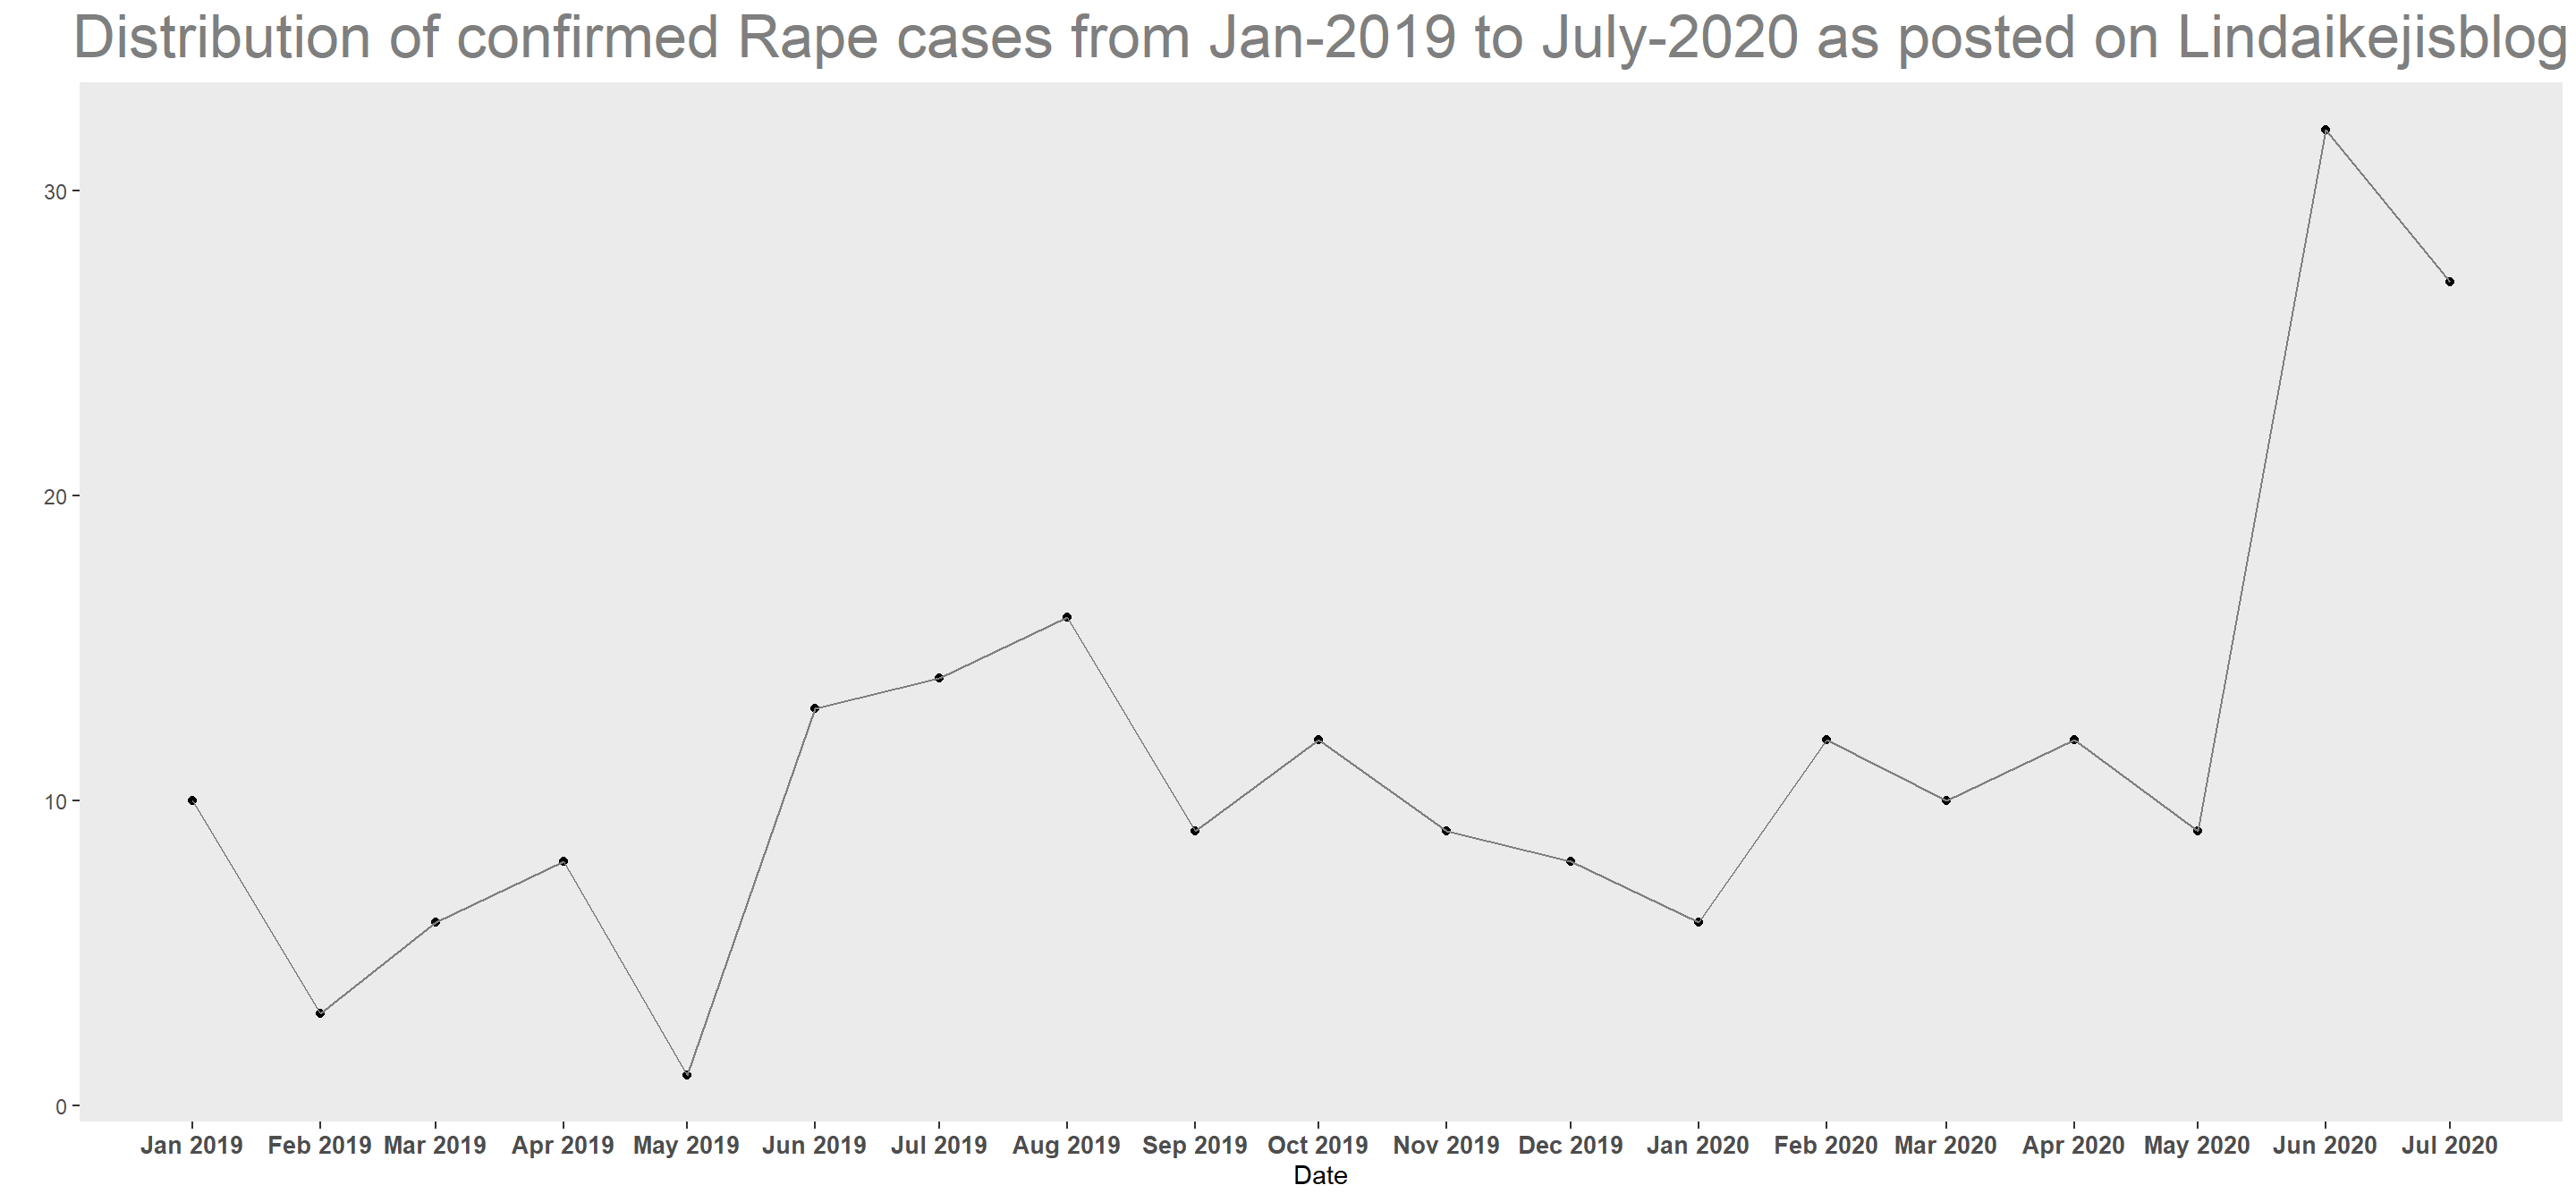 Distribution of confirmed Rape cases from Jan-2019 to July-2020 as posted on Lindaikejisblog
30
20
10
0
Jan 2019 Feb 2019 Mar 2019 Apr 2019 May 2019 Jun 2019 Jul 2019 Aug 2019 Sep 2019 Oct 2019 Nov 2019 Dec 2019 Jan 2020 Feb 2020 Mar 2020 Apr 2020 May 2020 Jun 2020 Jul 2020
Date